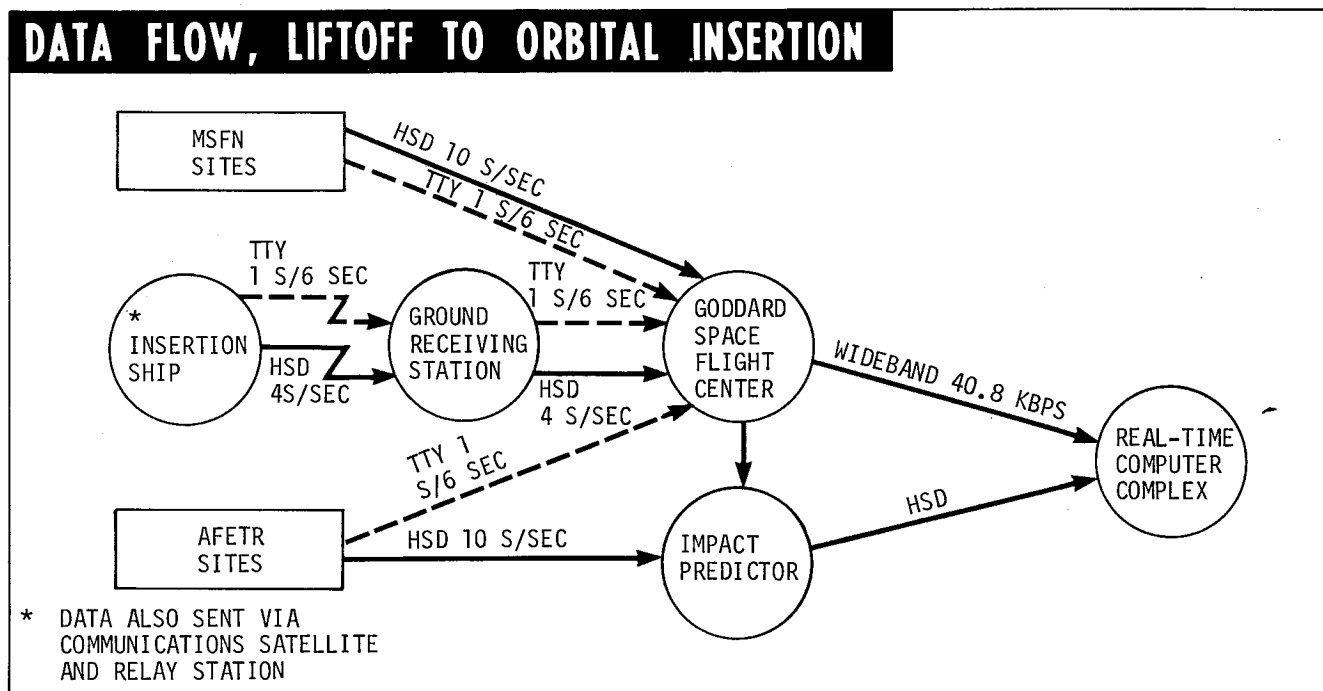 DATA FLOW, LIFTOFF TO ORBITAL INSERTION
MSFN
SITES
HSD 10 S/SEC
TTY 1 S/6 SEC
TTY
1 S/6 SEC
TTY
1 S/6 SEC
*
INSERTION
SHIP
HSD
4S/SEC
GROUND
RECEIVING
STATION
HSD
4 S/SEC
GODDARD
SPACE
FLIGHT
CENTER
WIDEBAND 40.8 KBPS
REAL-TIME
COMPUTER
COMPLEX
TTY 1
S/6 SEC
AFETR
SITES
HSD 10 S/SEC
IMPACT
PREDICTOR
HSD
* DATA ALSO SENT VIA
COMMUNICATIONS SATELLITE
AND RELAY STATION